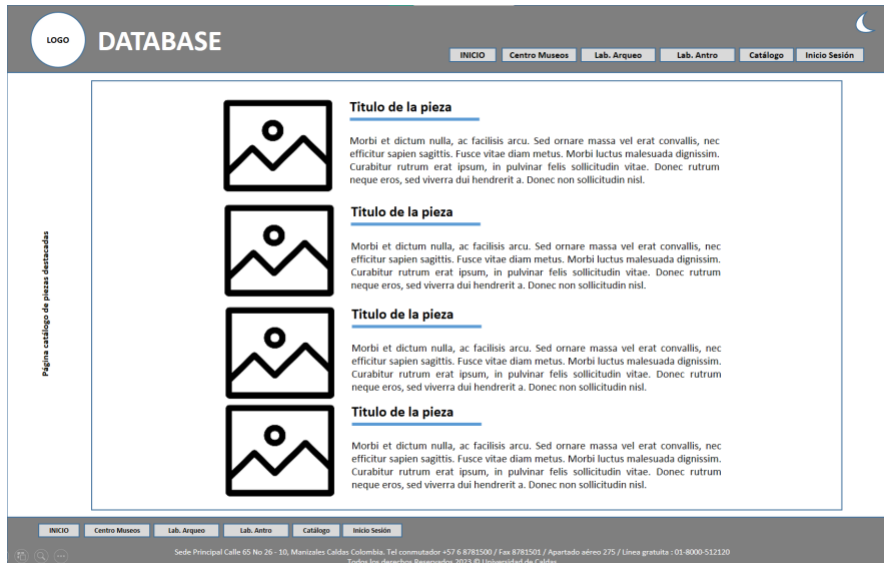 LOGO
DATABASE
INICIO
Centro Museos
Lab. Arqueo
Lab. Antro
Catálogo
Inicio Sesión
Página catálogo de piezas destacadas
Titulo de la pieza
Morbi et dictum nulla, ac facilisis arcu. Sed ornare massa vel erat convallis, nec
efficitur sapien sagittis. Fusce vitae diam metus. Morbi luctus malesuada dignissim.
Curabitur rutrum erat ipsum, in pulvinar felis sollicitudin vitae. Donec rutrum
neque eros, sed viverra dui hendrerit a. Donec non sollicitudin nisl.
Titulo de la pieza
Morbi et dictum nulla, ac facilisis arcu. Sed ornare massa vel erat convallis, nec
efficitur sapien sagittis. Fusce vitae diam metus. Morbi luctus malesuada dignissim.
Curabitur rutrum erat ipsum, in pulvinar felis sollicitudin vitae. Donec rutrum
neque eros, sed viverra dui hendrerit a. Donec non sollicitudin nisl.
Titulo de la pieza
Morbi et dictum nulla, ac facilisis arcu. Sed ornare massa vel erat convallis, nec
efficitur sapien sagittis. Fusce vitae diam metus. Morbi luctus malesuada dignissim.
Curabitur rutrum erat ipsum, in pulvinar felis sollicitudin vitae. Donec rutrum
neque eros, sed viverra dui hendrerit a. Donec non sollicitudin nisl.
Titulo de la pieza
Morbi et dictum nulla, ac facilisis arcu. Sed ornare massa vel erat convallis, nec
efficitur sapien sagittis. Fusce vitae diam metus. Morbi luctus malesuada dignissim.
Curabitur rutrum erat ipsum, in pulvinar felis sollicitudin vitae. Donec rutrum
neque eros, sed viverra dui hendrerit a. Donec non sollicitudin nisl.
INICIO
Centro Museos
Lab. Arqueo
Lab. Antro
Catálogo
Inicio Sesión
Sede Principal Calle 65 No 26 - 10, Manizales Caldas Colombia. Tel conmutador +57 6 8781500 / Fax 8781501 / Apartado aéreo 275 / Línea gratuita : 01-8000-512120
Todos los derechos Reservados 2023 © Universidad de Caldas